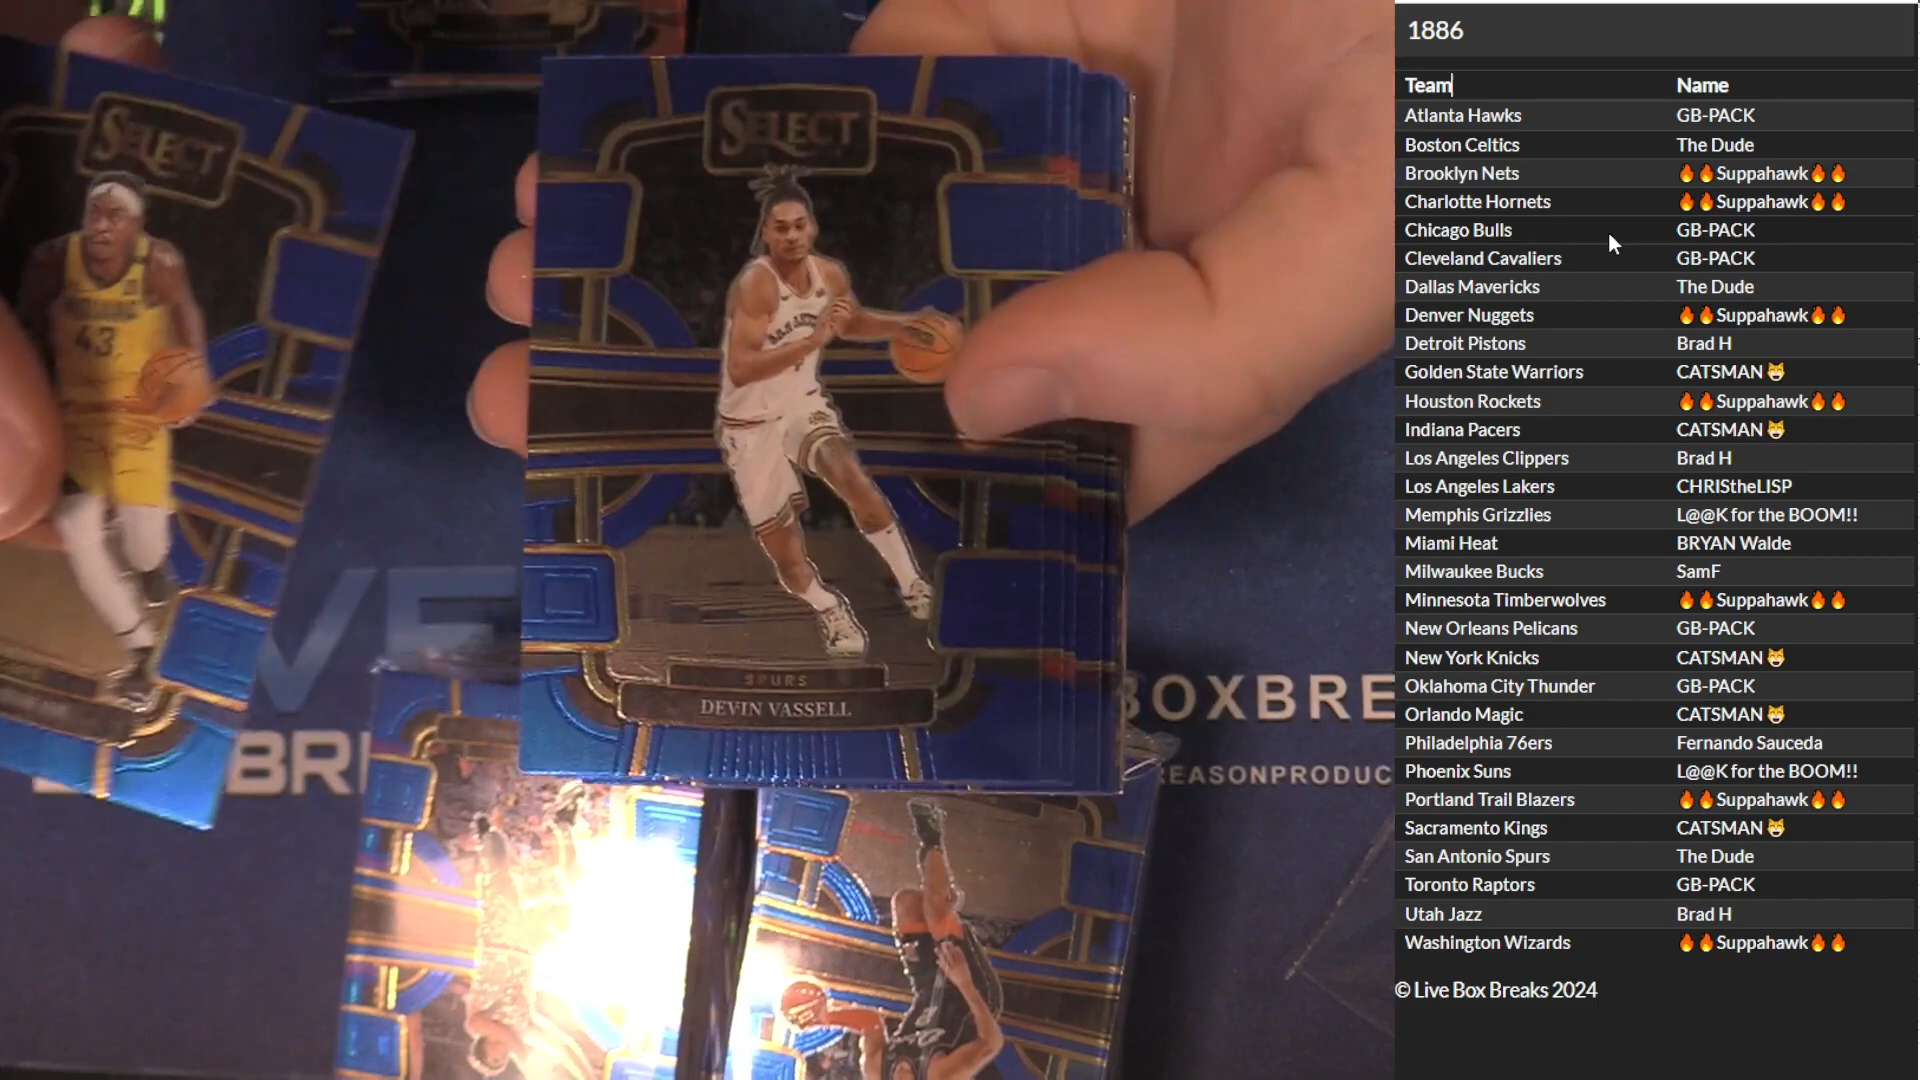 SELECT
43
SELECT
SPURS
DEVIN VASSELL
VE
BR
BOXBRE
REASONPRODUC
1886
Team Name
Atlanta Hawks GB-PACK
Boston Celtics The Dude
Brooklyn Nets 🔥🔥Suppahawk🔥🔥
Charlotte Hornets 🔥🔥Suppahawk🔥🔥
Chicago Bulls GB-PACK
Cleveland Cavaliers GB-PACK
Dallas Mavericks The Dude
Denver Nuggets 🔥🔥Suppahawk🔥🔥
Detroit Pistons Brad H
Golden State Warriors CATSMAN😸
Houston Rockets 🔥🔥Suppahawk🔥🔥
Indiana Pacers CATSMAN😸
Los Angeles Clippers Brad H
Los Angeles Lakers CHRIStheLISP
Memphis Grizzlies L@@K for the BOOM!!
Miami Heat BRYAN Walde
Milwaukee Bucks SamF
Minnesota Timberwolves 🔥🔥Suppahawk🔥🔥
New Orleans Pelicans GB-PACK
New York Knicks CATSMAN😸
Oklahoma City Thunder GB-PACK
Orlando Magic CATSMAN😸
Philadelphia 76ers Fernando Sauceda
Phoenix Suns L@@K for the BOOM!!
Portland Trail Blazers 🔥🔥Suppahawk🔥🔥
Sacramento Kings CATSMAN😸
San Antonio Spurs The Dude
Toronto Raptors GB-PACK
Utah Jazz Brad H
Washington Wizards 🔥🔥Suppahawk🔥🔥
© Live Box Breaks 2024